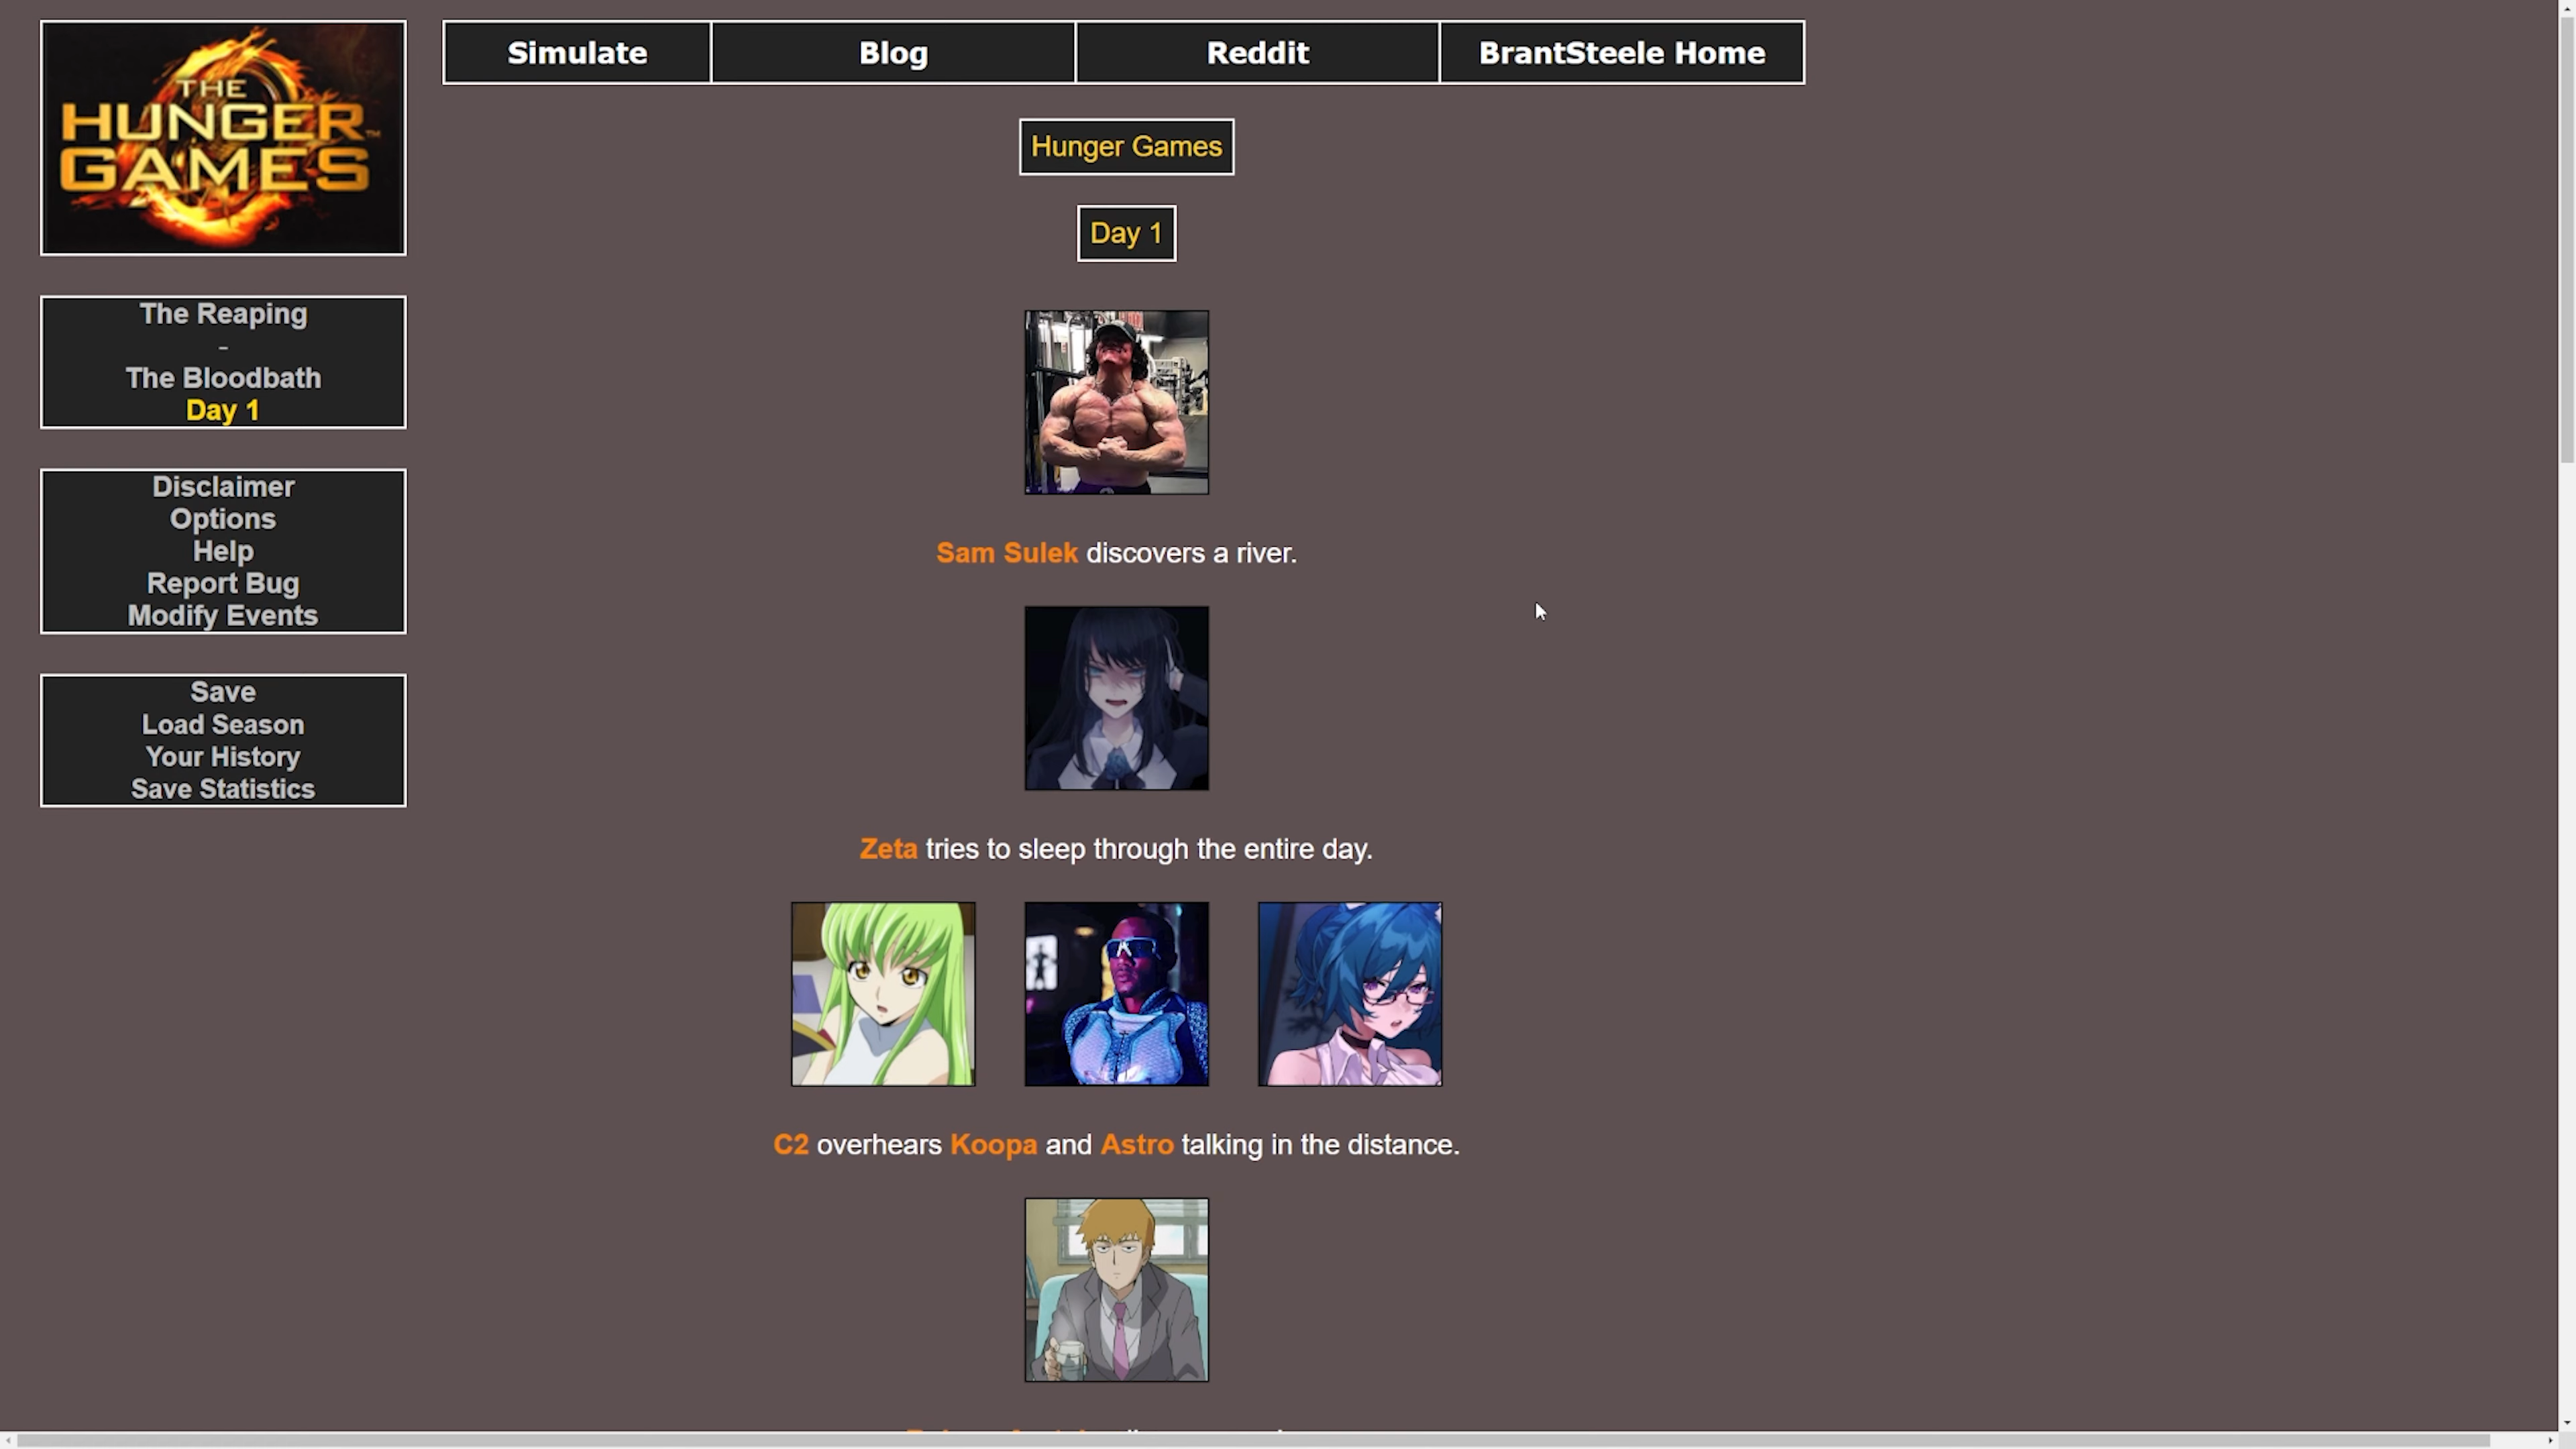 THE
HUNGER
GAMES
TM
Simulate
Blog
Reddit
BrantSteele Home
The Reaping
-
The Bloodbath
Day 1
Disclaimer
Options
Help
Report Bug
Modify Events
Save
Load Season
Your History
Save Statistics
Hunger Games
Day 1
Sam Sulek discovers a river.
Zeta tries to sleep through the entire day.
C2 overhears Koopa and Astro talking in the distance.